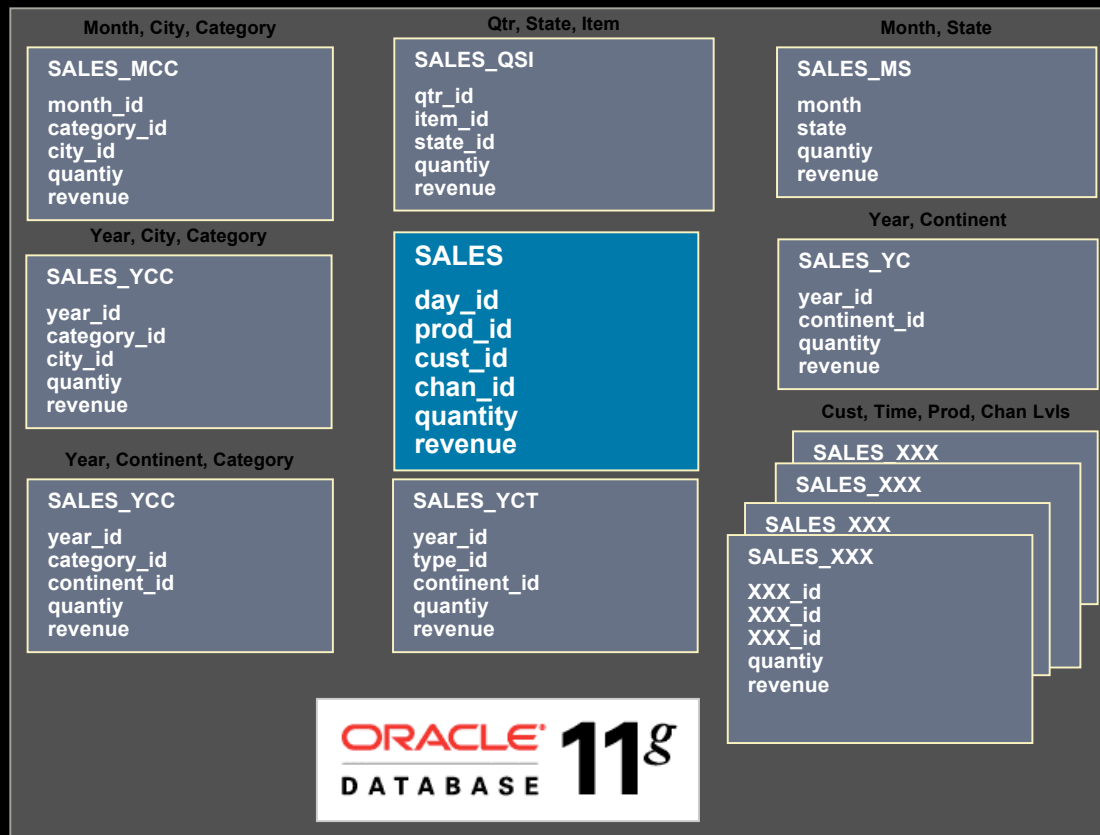 Month, City, Category
SALES_MCC
month_id
category_id
city_id
quantiy
revenue
Qtr, State, Item
SALES_QSI
qtr_id
item_id
state_id
quantiy
revenue
Month, State
SALES_MS
month
state
quantiy
revenue
Year, City, Category
SALES_YCC
year_id
category_id
city_id
quantiy
revenue
SALES
day_id
prod_id
cust_id
chan_id
quantity
revenue
Year, Continent
SALES_YC
year_id
continent_id
quantity
revenue
Year, Continent, Category
SALES_YCC
year_id
category_id
continent_id
quantiy
revenue
SALES_YCT
year_id
type_id
continent_id
quantiy
revenue
Cust, Time, Prod, Chan Lvls
SALES_XXX
SALES_XXX
SALES_XXX
SALES_XXX
XXX_id
XXX_id
XXX_id
quantiy
revenue
ORACLE® 11g
DATABASE